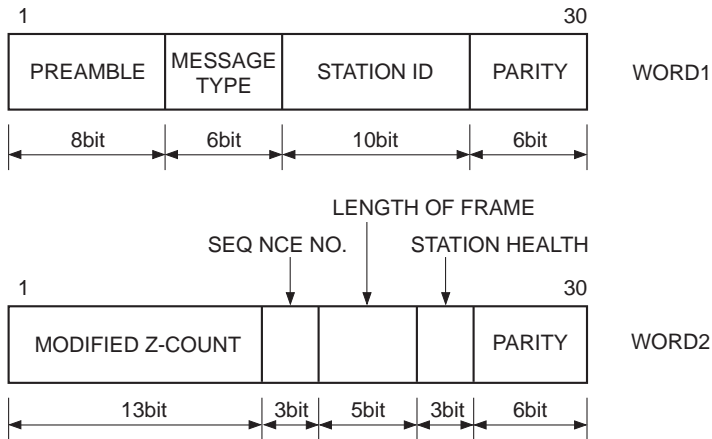 1 30
PREAMBLE MESSAGE TYPE STATION ID PARITY WORD1
8bit 6bit 10bit 6bit
LENGTH OF FRAME
SEQ NCE NO. STATION HEALTH
1 30
MODIFIED Z-COUNT PARITY WORD2
13bit 3bit 5bit 3bit 6bit